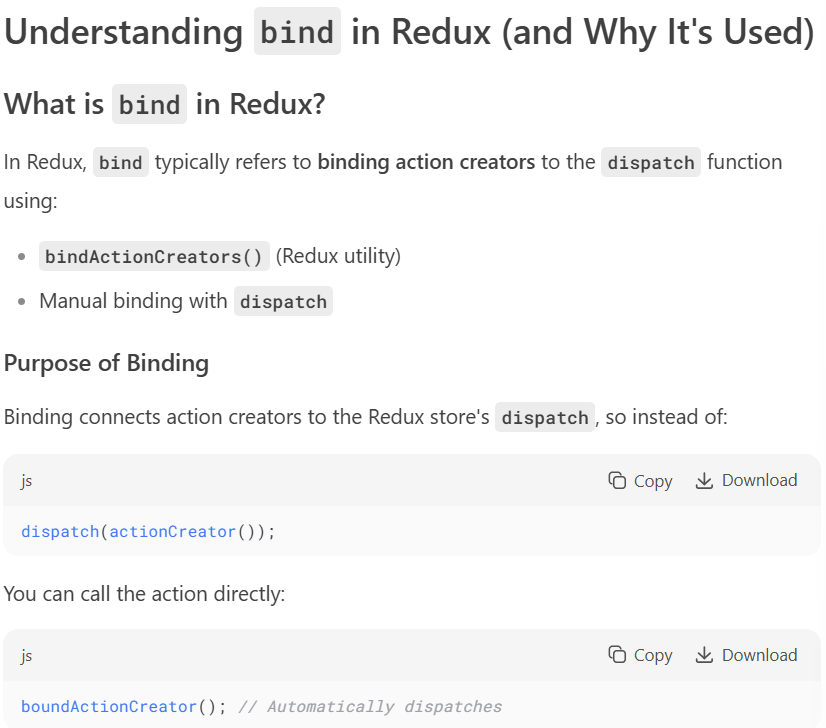 Understanding bind in Redux (and Why It's Used)
What is bind in Redux?
In Redux, bind typically refers to binding action creators to the dispatch function
using:
• bindActionCreators() (Redux utility)
• Manual binding with dispatch
Purpose of Binding
Binding connects action creators to the Redux store's dispatch, so instead of:
js Copy Download
dispatch(actionCreator());
You can call the action directly:
js Copy Download
boundActionCreator(); // Automatically dispatches